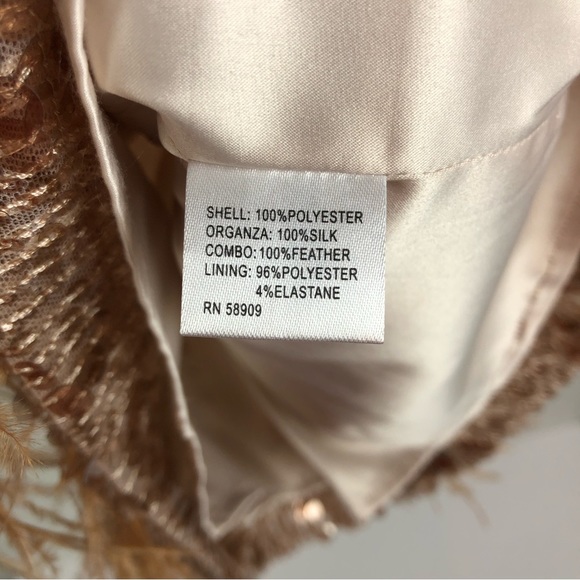 SHELL: 100%POLYESTER
ORGANZA: 100%SILK
COMBO:100%FEATHER
LINING: 96%POLYESTER
4%ELASTANE
RN 58909